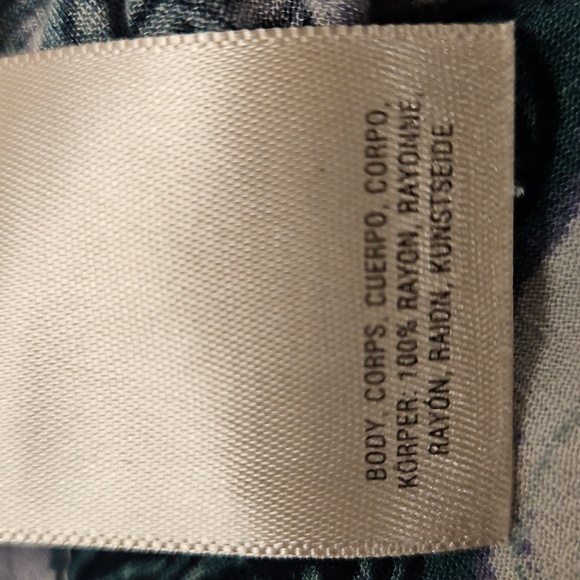 BODY, CORPS, CUERPO, CORPO,
KÖRPER: 100% RAYON, RAYONNE,
RAYÓN, RAION, KUNSTSEIDE